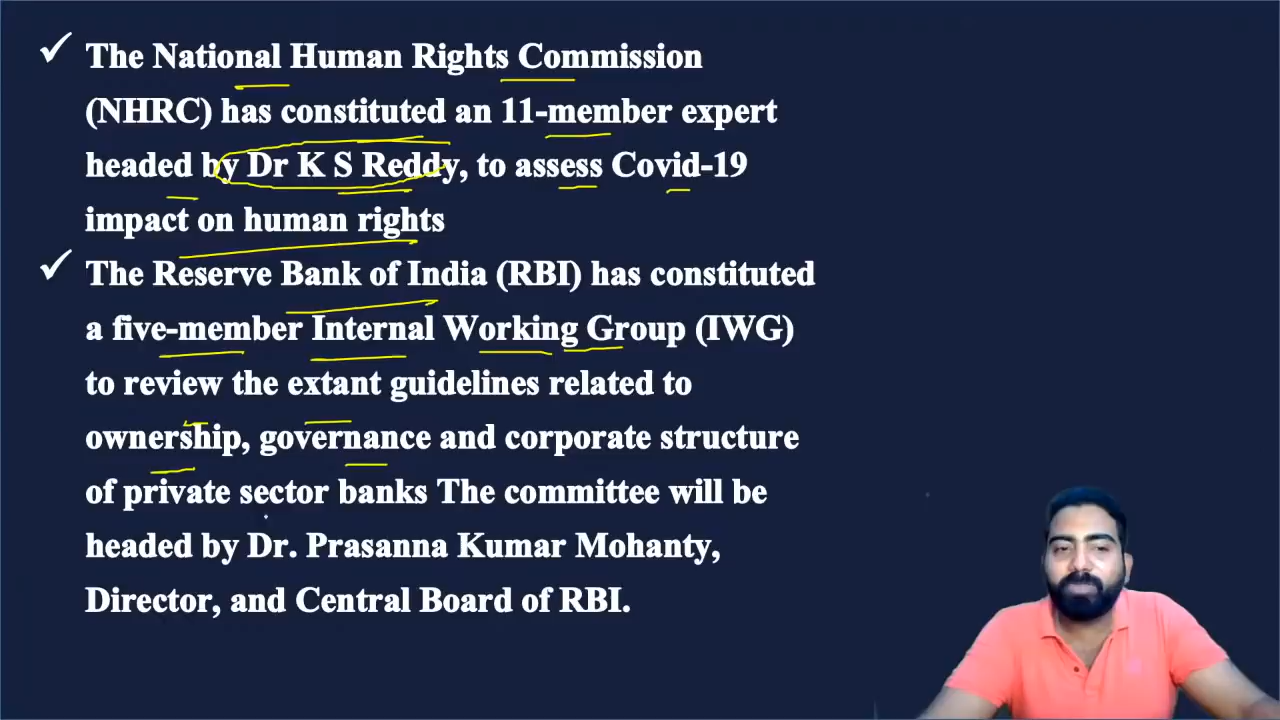 The National Human Rights Commission
(NHRC) has constituted an 11-member expert
headed by Dr K S Reddy, to assess Covid-19
impact on human rights
The Reserve Bank of India (RBI) has constituted
a five-member Internal Working Group (IWG)
to review the extant guidelines related to
ownership, governance and corporate structure
of private sector banks The committee will be
headed by Dr. Prasanna Kumar Mohanty,
Director, and Central Board of RBI.